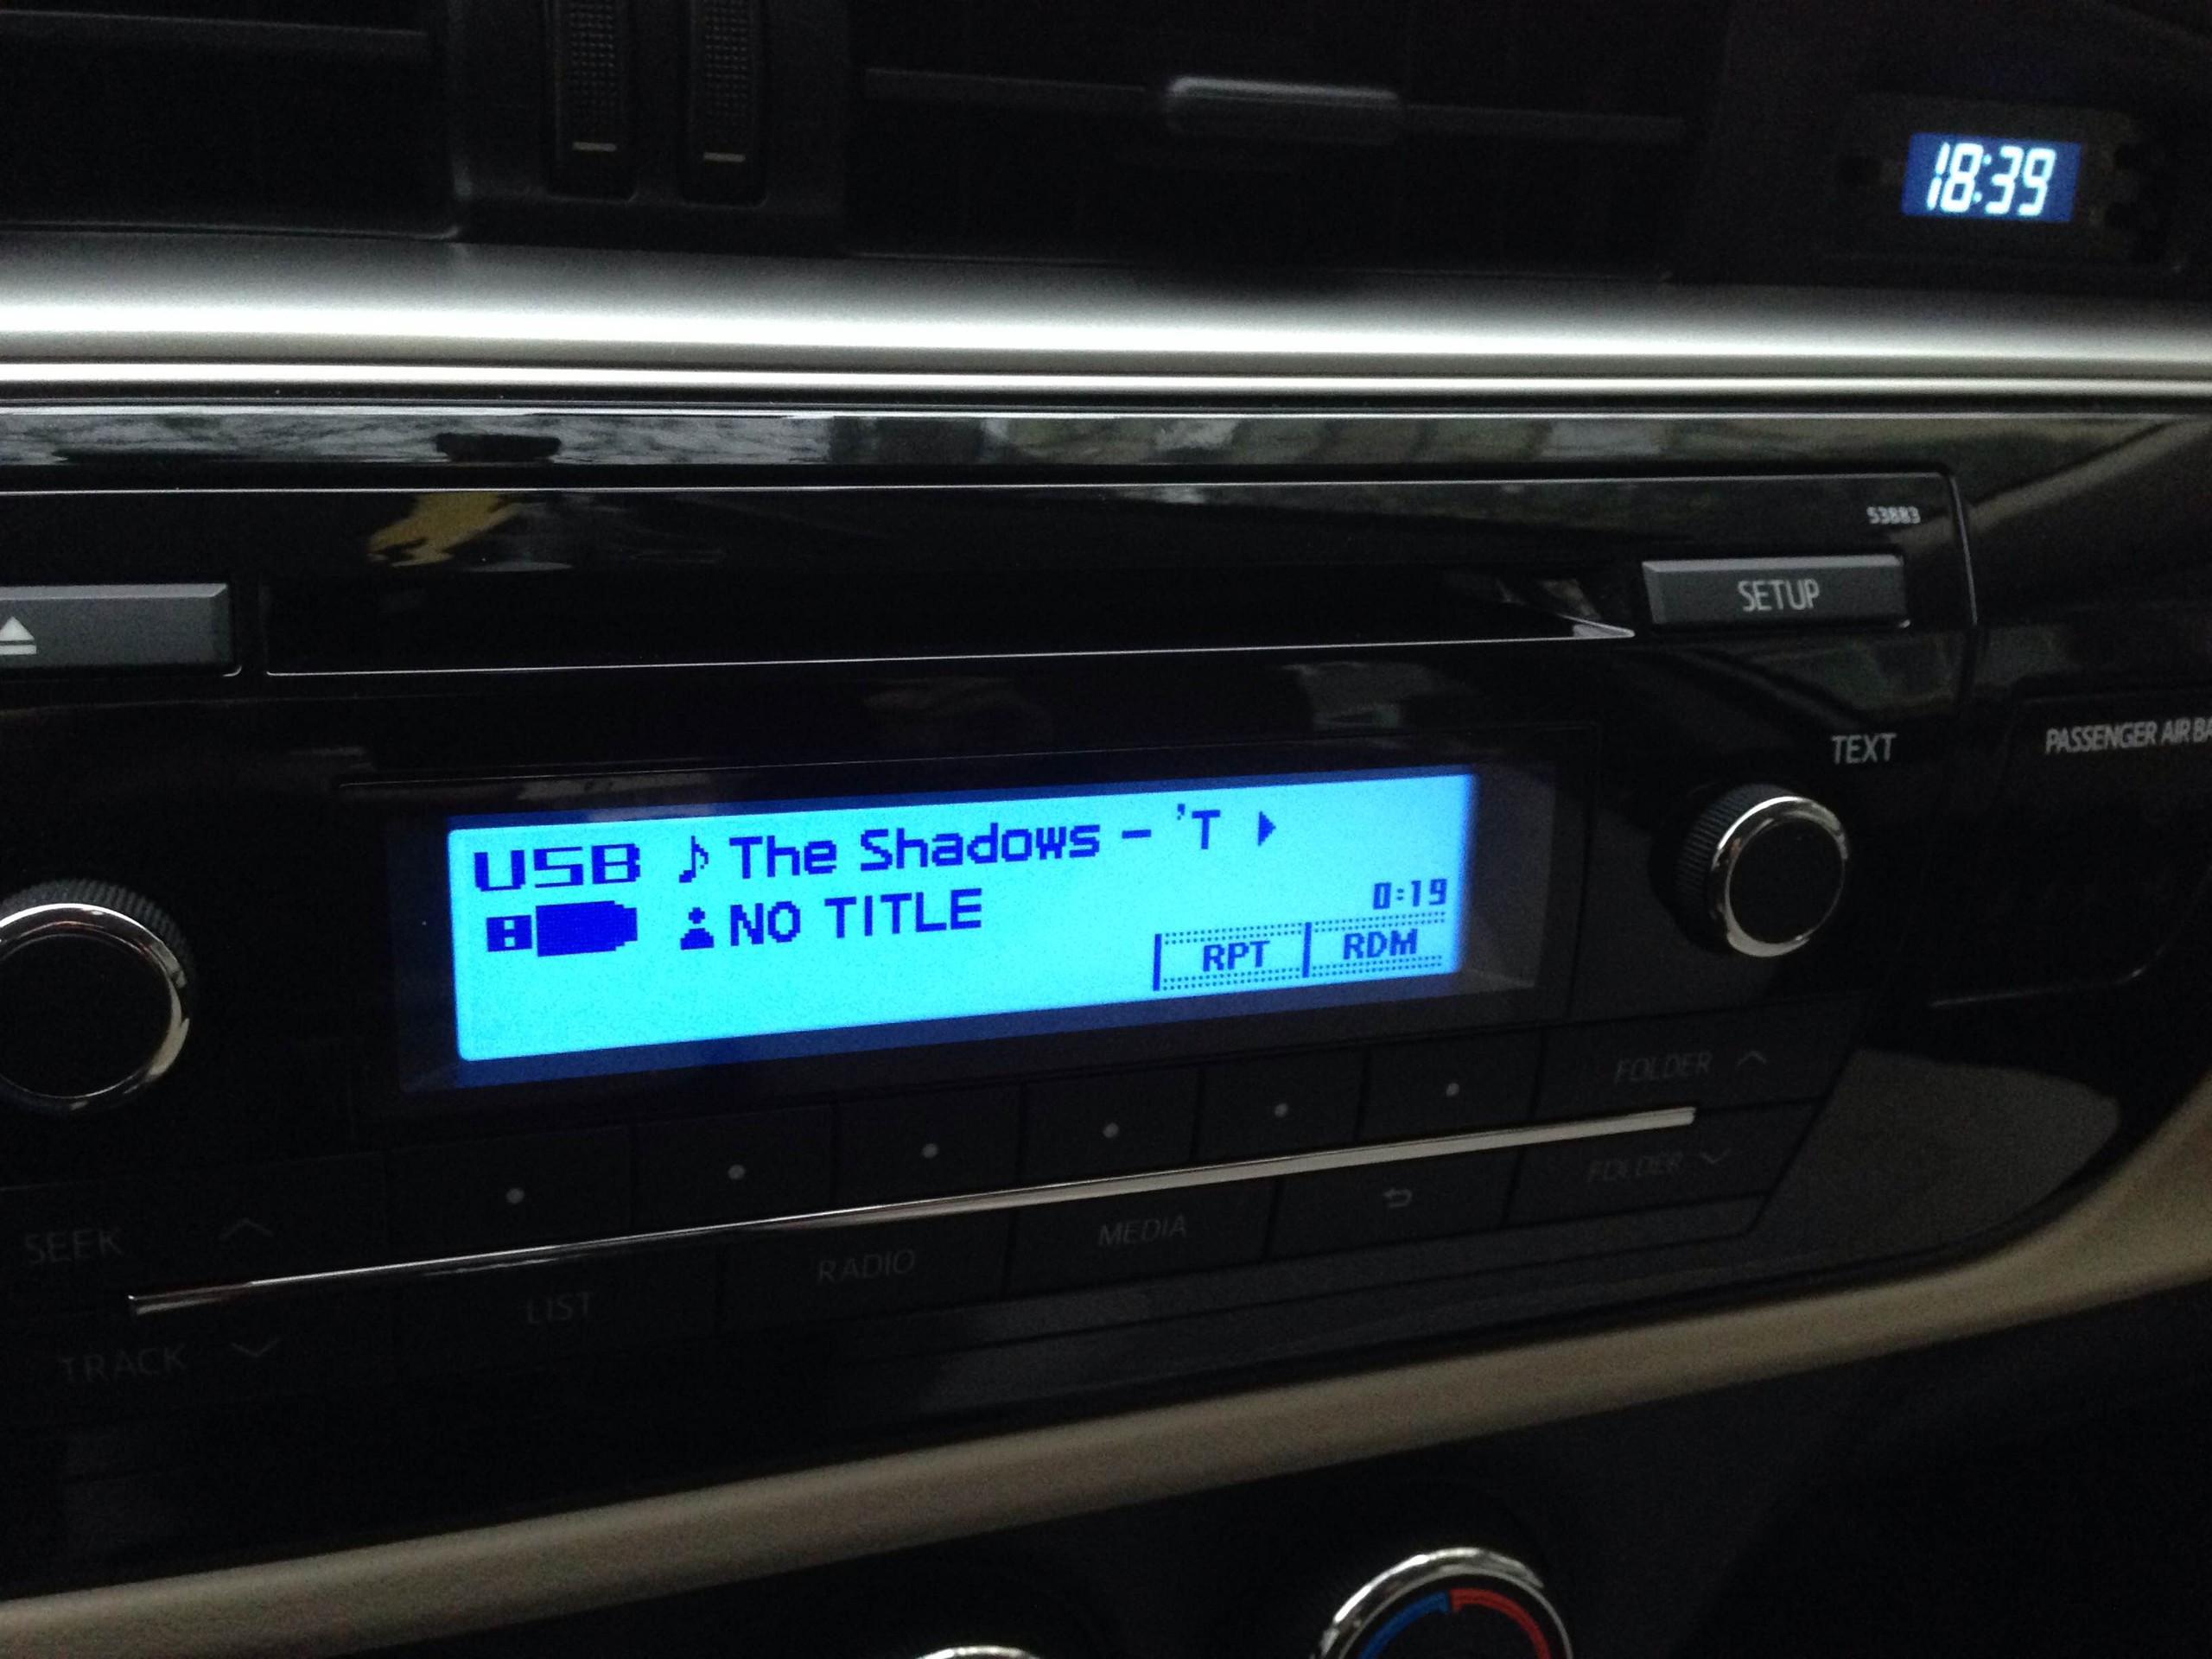 18:39
53883
SETUP
TEXT
PASSENGER AIR BA
USB ♪ The Shadows - 'T ▶
NO TITLE
0:19
RPT RDM
FOLDER
FOLDER
SEEK
MEDIA
RADIO
LIST
TRACK